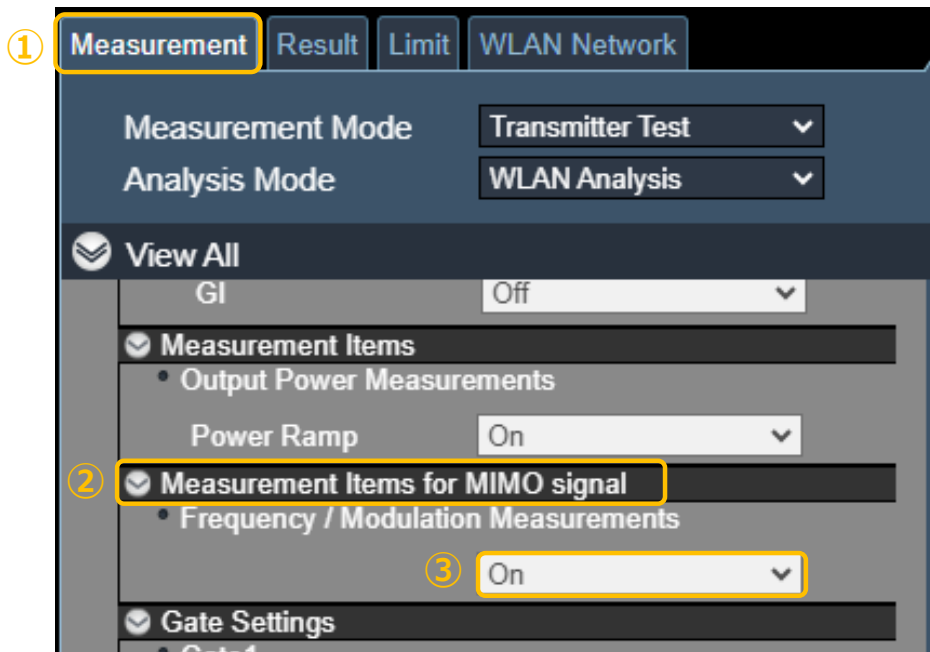 ① Measurement Result Limit WLAN Network
Measurement Mode Transmitter Test
Analysis Mode WLAN Analysis
View All
GI Off
Measurement Items
• Output Power Measurements
Power Ramp On
② Measurement Items for MIMO signal
• Frequency / Modulation Measurements
③ On
Gate Settings
• Gate1